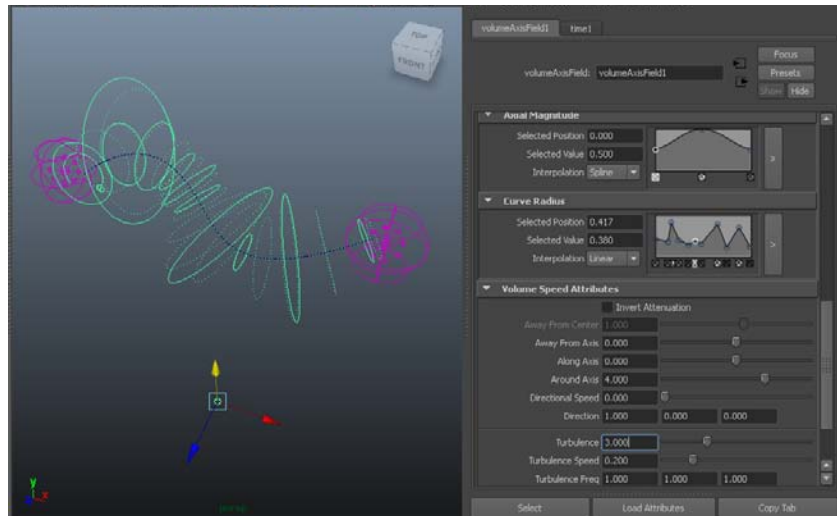 TOP
FRONT
y
x
volumeAxisField1 time1
Focus
volumeAxisField: volumeAxisField1
Presets
Show Hide
Axial Magnitude
Selected Position 0.000
Selected Value 0.500
Interpolation Spline
>
Curve Radius
Selected Position 0.417
Selected Value 0.380
Interpolation Linear
>
Volume Speed Attributes
Invert Attenuation
Away From Center 1.000
Away From Axis 0.000
Along Axis 0.000
Around Axis 4.000
Directional Speed 0.000
Direction 1.000 0.000 0.000
Turbulence 3.000
Turbulence Speed 0.200
Turbulence Freq 1.000 1.000 1.000
Select Load Attributes Copy Tab